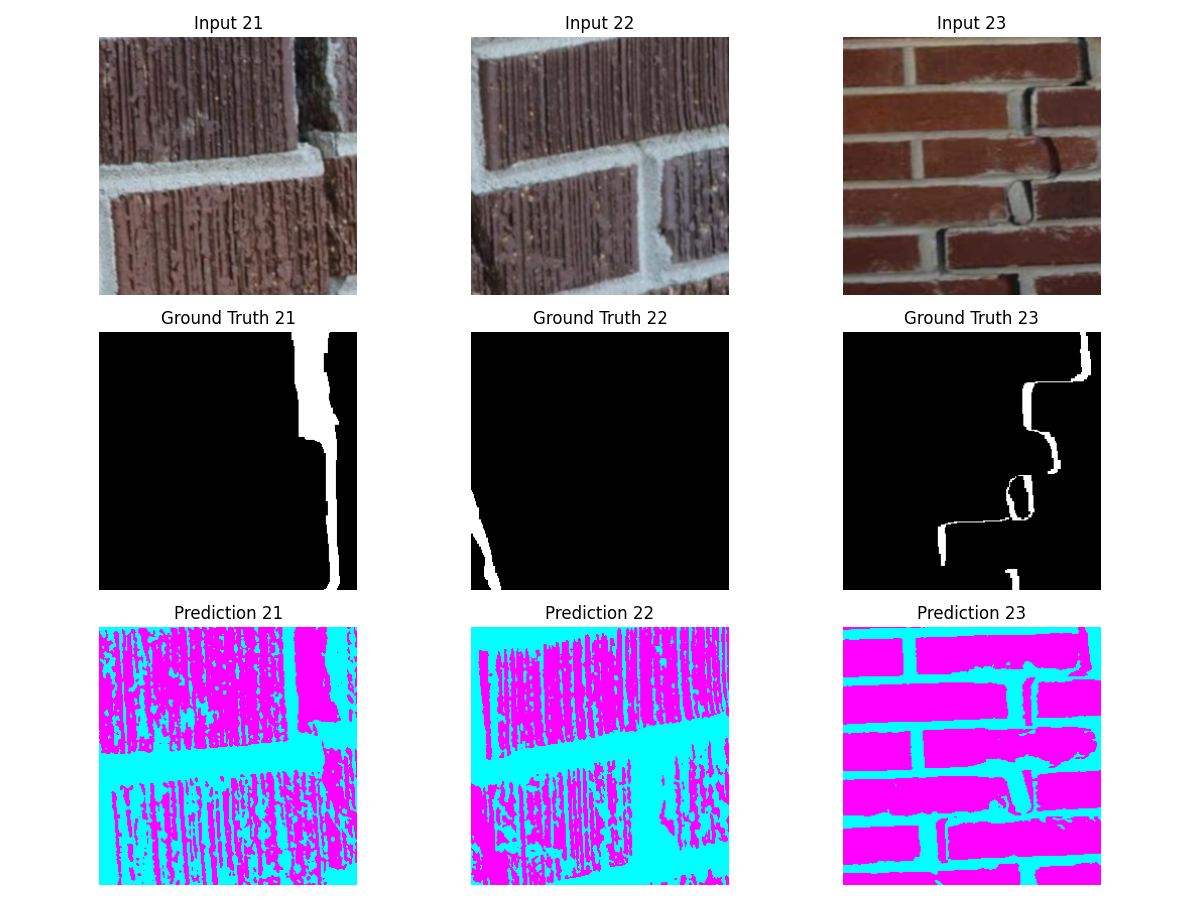 Input 21
Input 22
Input 23
Ground Truth 21
Ground Truth 22
Ground Truth 23
Prediction 21
Prediction 22
Prediction 23